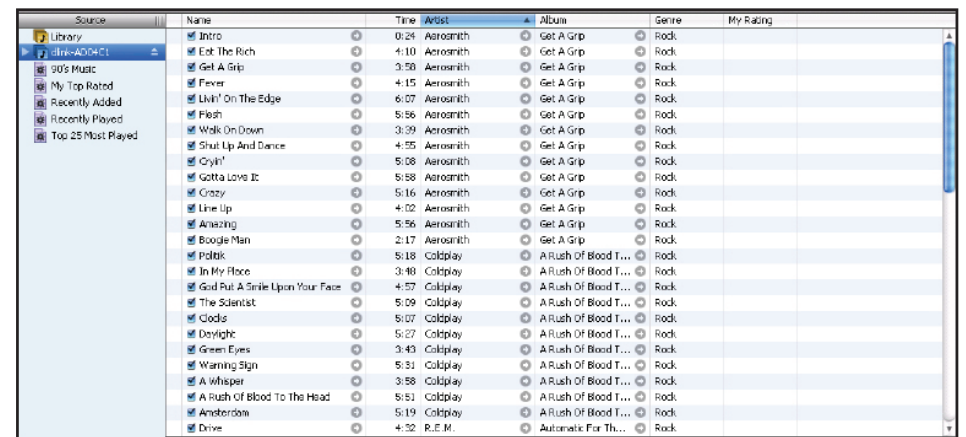 Source Name Time Artist Album Genre My Rating
Library Intro 0:24 Aerosmith Get A Grip Rock
dlink-AD04C1 Eat The Rich 4:10 Aerosmith Get A Grip Rock
90's Music Get A Grip 3:58 Aerosmith Get A Grip Rock
My Top Rated Fever 4:15 Aerosmith Get A Grip Rock
Recently Added Livin' On The Edge 6:07 Aerosmith Get A Grip Rock
Recently Played Flesh 5:56 Aerosmith Get A Grip Rock
Top 25 Most Played Walk On Down 3:39 Aerosmith Get A Grip Rock
Shut Up And Dance 4:55 Aerosmith Get A Grip Rock
Cryin' 5:08 Aerosmith Get A Grip Rock
Gotta Love It 5:58 Aerosmith Get A Grip Rock
Crazy 5:16 Aerosmith Get A Grip Rock
Line Up 4:02 Aerosmith Get A Grip Rock
Amazing 5:56 Aerosmith Get A Grip Rock
Boogie Man 2:17 Aerosmith Get A Grip Rock
Politik 5:18 Coldplay A Rush Of Blood T... Rock
In My Place 3:48 Coldplay A Rush Of Blood T... Rock
God Put A Smile Upon Your Face 4:57 Coldplay A Rush Of Blood T... Rock
The Scientist 5:09 Coldplay A Rush Of Blood T... Rock
Clocks 5:07 Coldplay A Rush Of Blood T... Rock
Daylight 5:27 Coldplay A Rush Of Blood T... Rock
Green Eyes 3:43 Coldplay A Rush Of Blood T... Rock
Warning Sign 5:31 Coldplay A Rush Of Blood T... Rock
A Whisper 3:58 Coldplay A Rush Of Blood T... Rock
A Rush Of Blood To The Head 5:51 Coldplay A Rush Of Blood T... Rock
Amsterdam 5:19 Coldplay A Rush Of Blood T... Rock
Drive 4:32 R.E.M. Automatic For Th... Rock